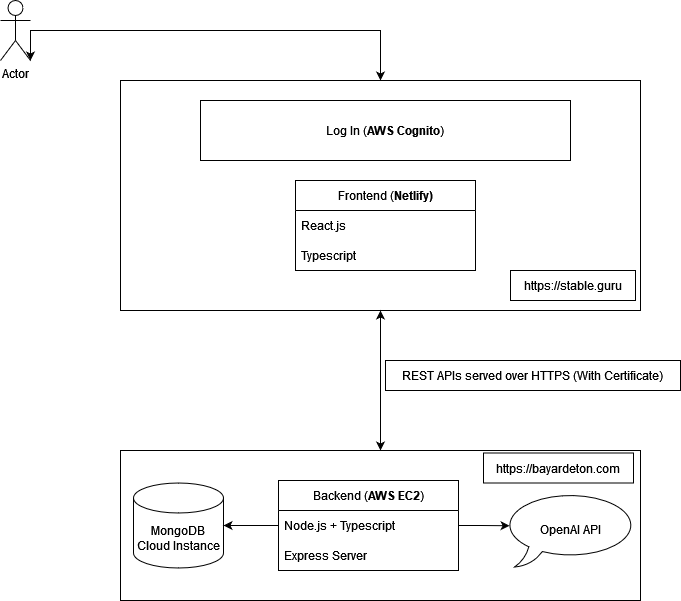 Actor
Log In (AWS Cognito)
Frontend (Netlify)
React.js
Typescript
https://stable.guru
REST APIs served over HTTPS (With Certificate)
https://bayardeton.com
Backend (AWS EC2)
MongoDB
Cloud Instance
Node.js + Typescript
Express Server
OpenAI API